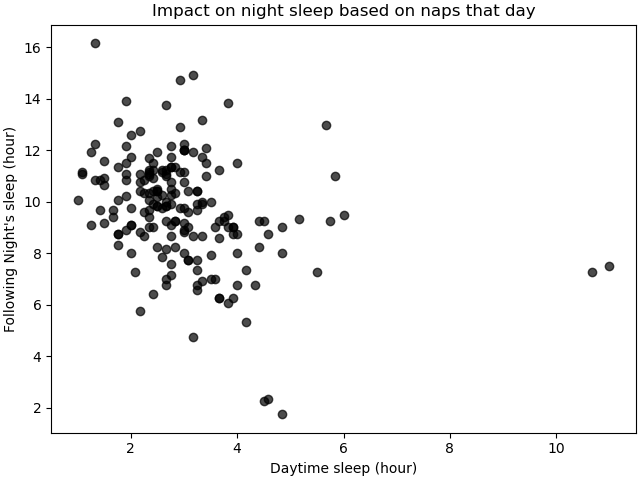 Impact on night sleep based on naps that day
16
14
12
10
8
6
4
2
Following Night's sleep (hour)
2 4 6 8 10
Daytime sleep (hour)